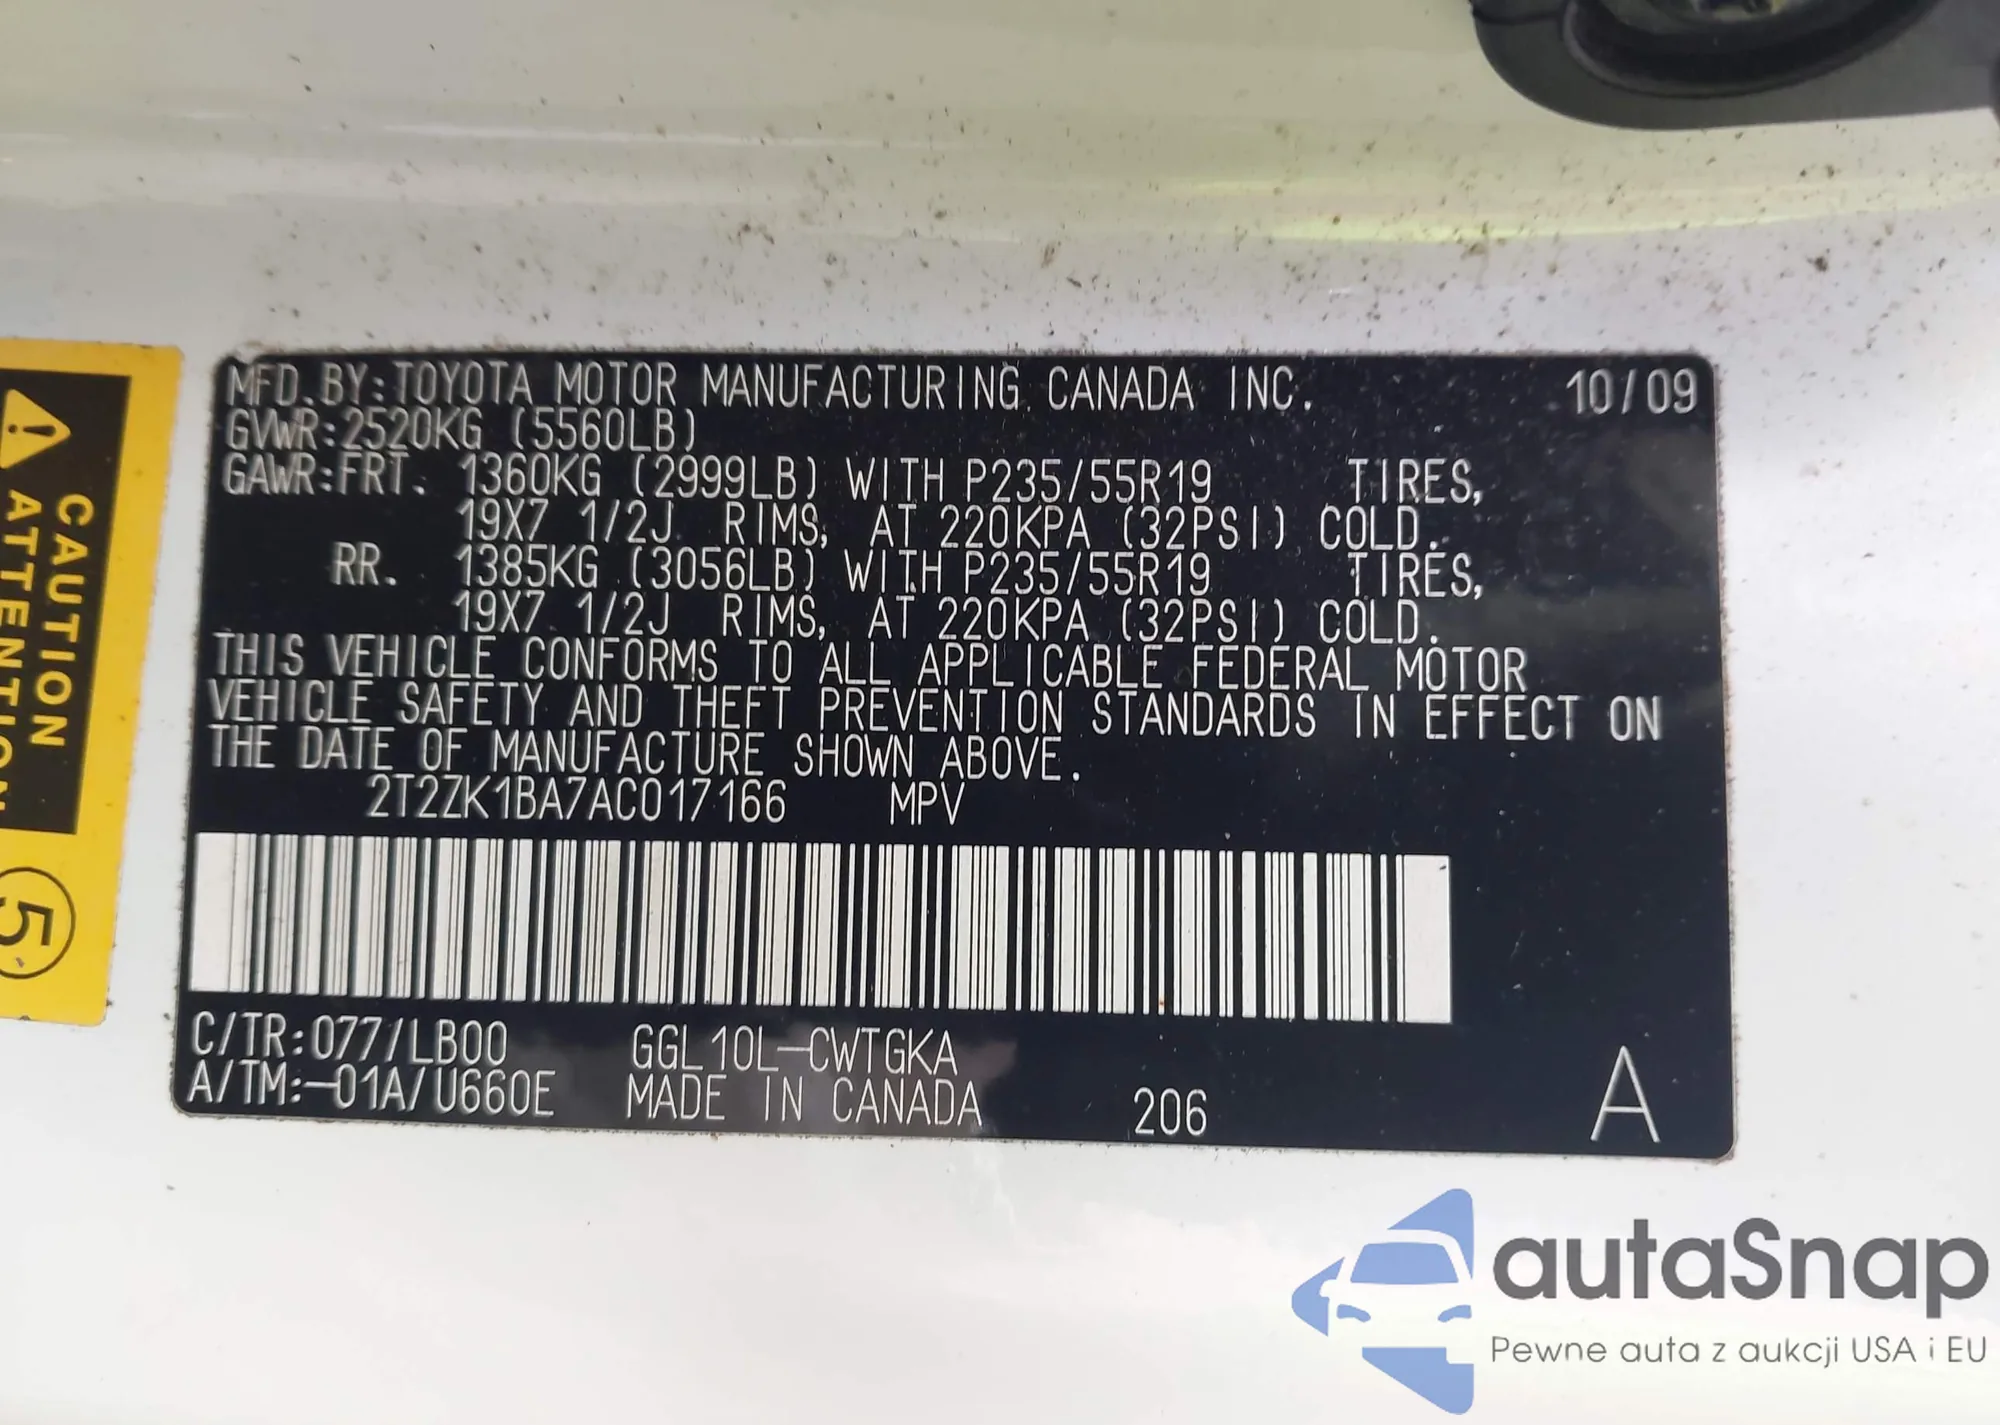 MFD.BY:TOYOTA MOTOR MANUFACTURING CANADA INC. 10/09
GVWR:2520KG (5560LB)
GAWR:FRT. 1360KG (2999LB) WITH P235/55R19 TIRES,
19X7 1/2J RIMS, AT 220KPA (32PSI) COLD.
RR. 1385KG (3056LB) WITH P235/55R19 TIRES,
19X7 1/2J RIMS, AT 220KPA (32PSI) COLD.
THIS VEHICLE CONFORMS TO ALL APPLICABLE FEDERAL MOTOR
VEHICLE SAFETY AND THEFT PREVENTION STANDARDS IN EFFECT ON
THE DATE OF MANUFACTURE SHOWN ABOVE.
2T2ZK1BA7AC017166 MPV
C/TR:077/LB00 GGL10L-CWTGKA
A/TM:-01A/U660E MADE IN CANADA 206 A
CAUTION
ATTENTION
5
autaSnap
Pewne auta z aukcji USA i EU